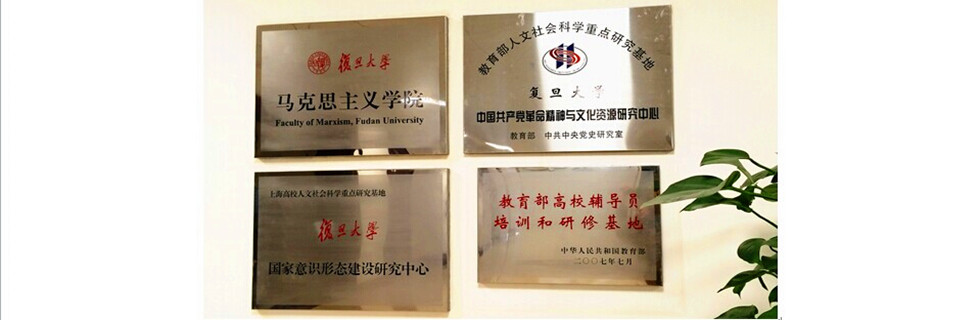 復旦大学
马克思主义学院
Faculty of Marxism, Fudan University
教育部人文社会科学重点研究基地
复旦大学
中国共产党革命精神与文化资源研究中心
教育部 中共中央党史研究室
上海高校人文社会科学重点研究基地
復旦大学
国家意识形态建设研究中心
教育部高校辅导员
培训和研修基地
中华人民共和国教育部
二〇〇七年七月